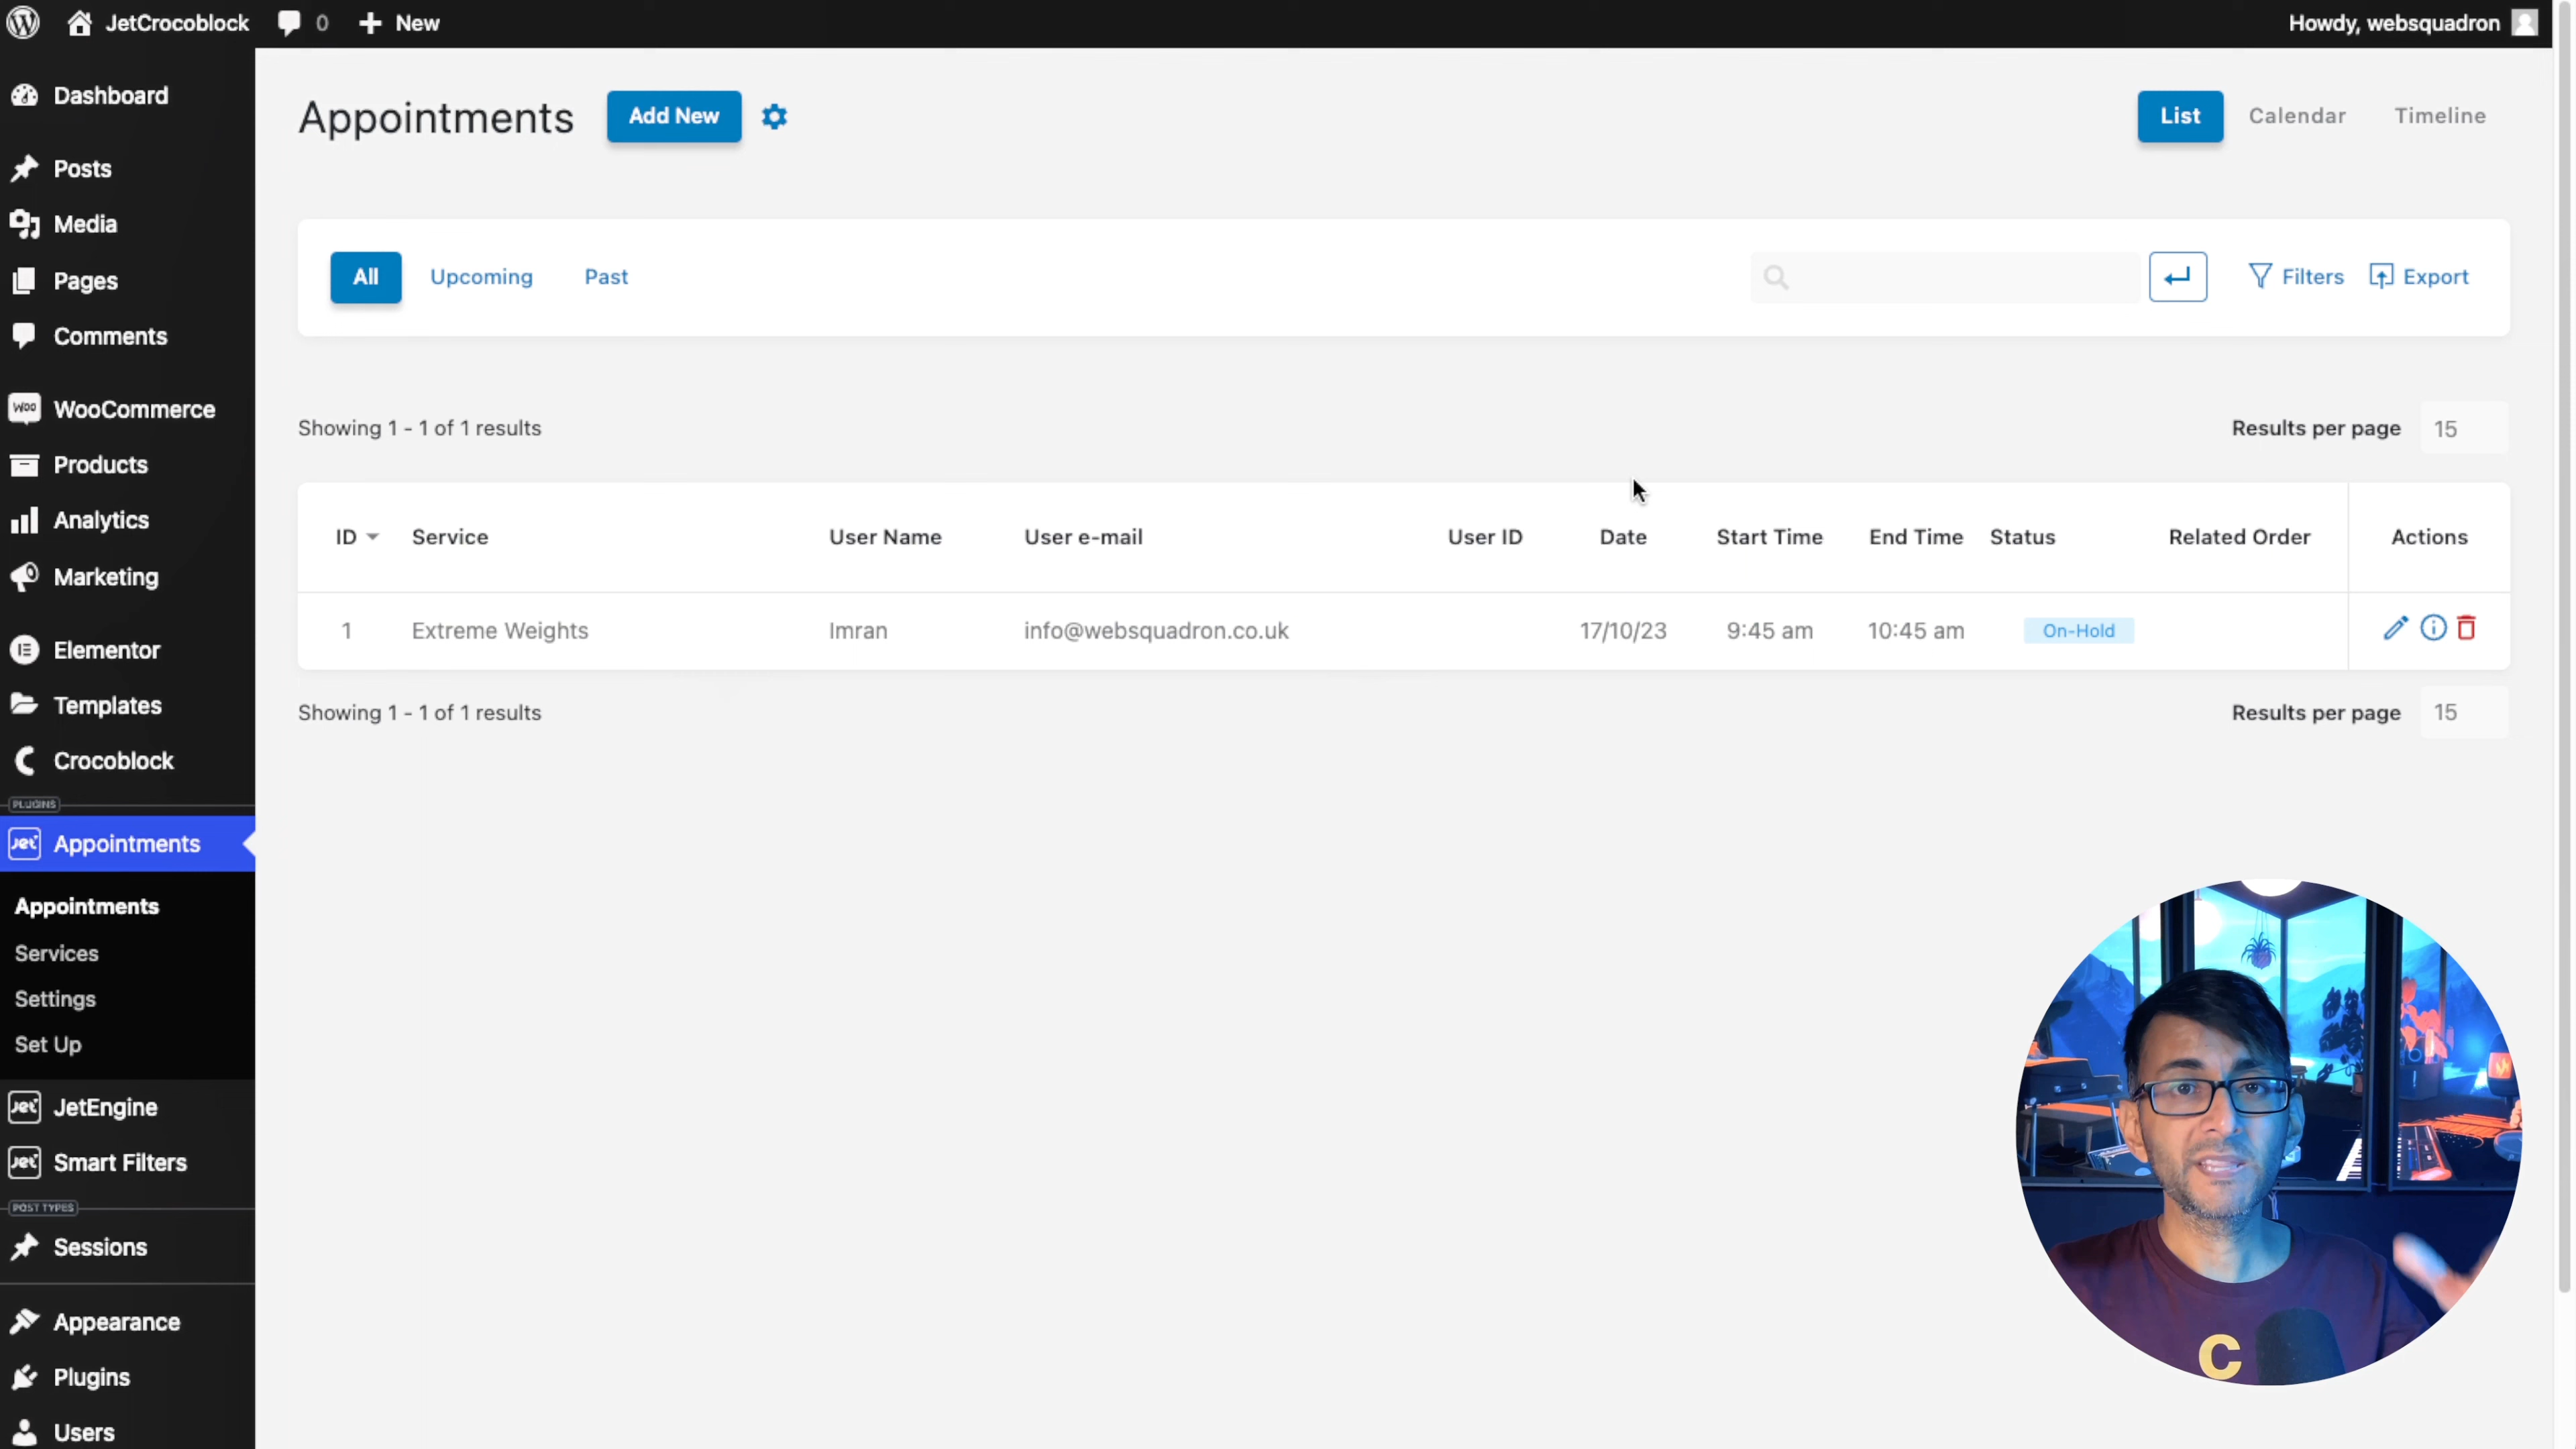 JetCrocoblock 0 New
Howdy, websquadron
Dashboard
Posts
Media
Pages
Comments
WooCommerce
Products
Analytics
Marketing
Elementor
Templates
Crocoblock
PLUGINS
Appointments
Appointments
Services
Settings
Set Up
JetEngine
Smart Filters
POST TYPES
Sessions
Appearance
Plugins
Users
Appointments Add New
List Calendar Timeline
All Upcoming Past
Filters Export
Showing 1 - 1 of 1 results
Results per page 15
ID Service User Name User e-mail User ID Date Start Time End Time Status Related Order Actions
1 Extreme Weights Imran info@websquadron.co.uk 17/10/23 9:45 am 10:45 am On-Hold
Showing 1 - 1 of 1 results
Results per page 15
Woo
Jet
Jet
Jet
C